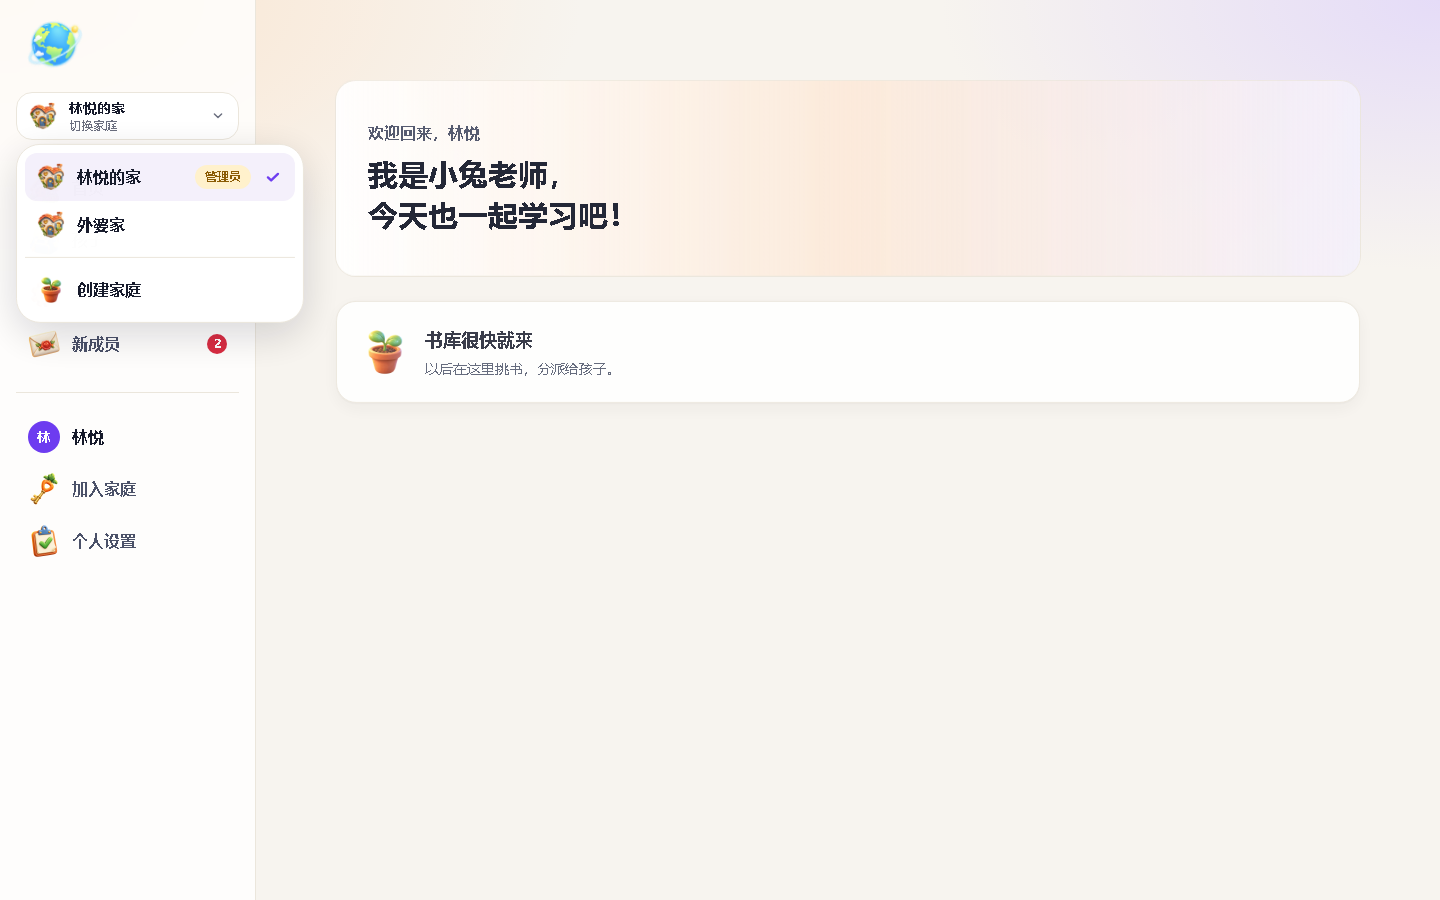 林悦的家
切换家庭
林悦的家
管理员
外婆家
创建家庭
新成员
2
林
林悦
加入家庭
个人设置
欢迎回来，林悦
我是小兔老师，
今天也一起学习吧！
书库很快就来
以后在这里挑书，分派给孩子。